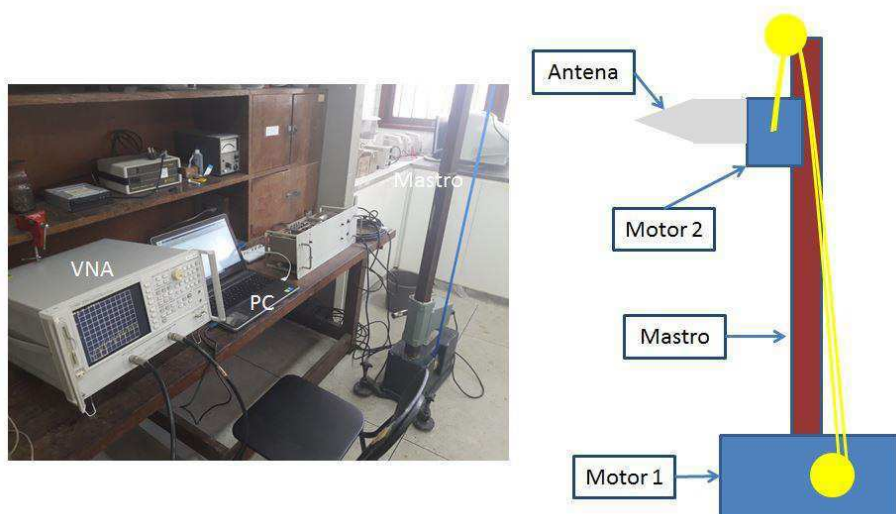 VNA
PC
Mastro
Antena
Motor 2
Mastro
Motor 1